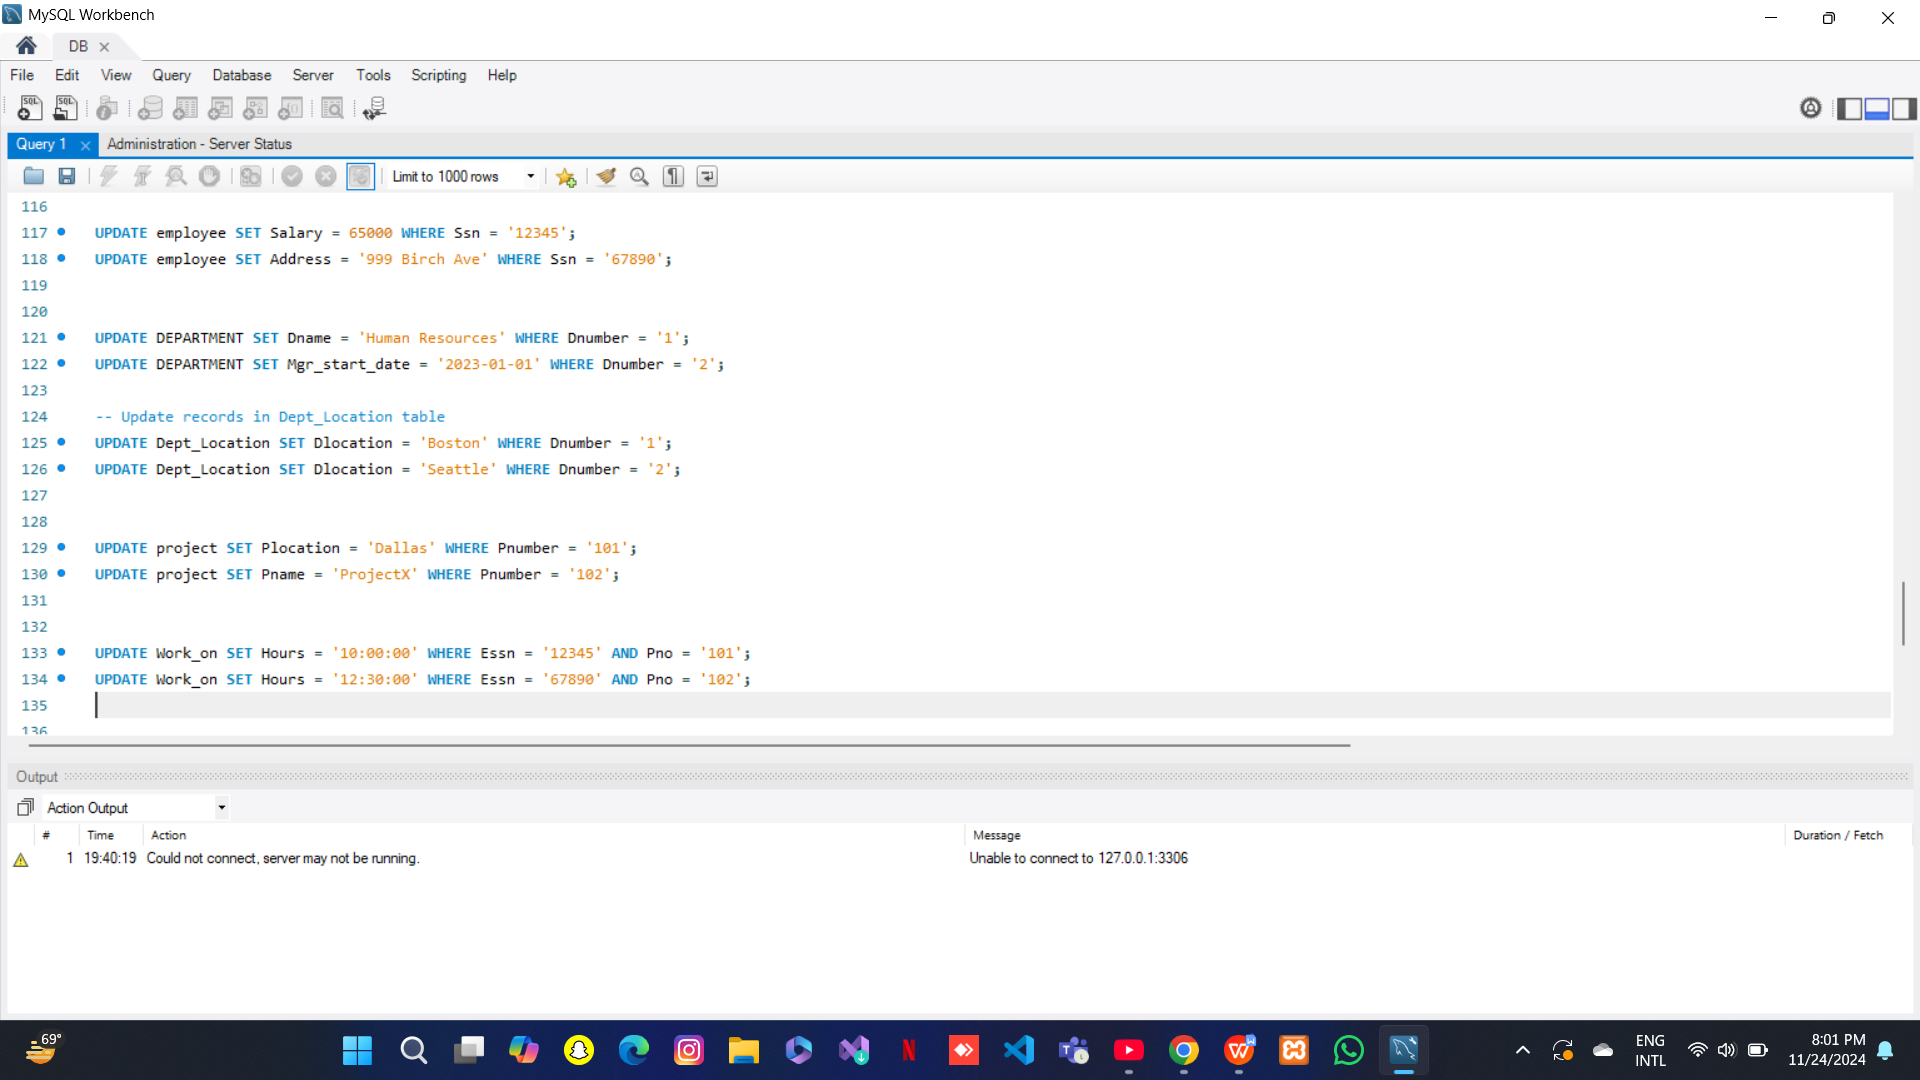 MySQL Workbench
DB
File Edit View Query Database Server Tools Scripting Help
Query 1 Administration - Server Status
Limit to 1000 rows
116
117 UPDATE employee SET Salary = 65000 WHERE Ssn = '12345';
118 UPDATE employee SET Address = '999 Birch Ave' WHERE Ssn = '67890';
119
120
121 UPDATE DEPARTMENT SET Dname = 'Human Resources' WHERE Dnumber = '1';
122 UPDATE DEPARTMENT SET Mgr_start_date = '2023-01-01' WHERE Dnumber = '2';
123
124 -- Update records in Dept_Location table
125 UPDATE Dept_Location SET Dlocation = 'Boston' WHERE Dnumber = '1';
126 UPDATE Dept_Location SET Dlocation = 'Seattle' WHERE Dnumber = '2';
127
128
129 UPDATE project SET Plocation = 'Dallas' WHERE Pnumber = '101';
130 UPDATE project SET Pname = 'ProjectX' WHERE Pnumber = '102';
131
132
133 UPDATE Work_on SET Hours = '10:00:00' WHERE Essn = '12345' AND Pno = '101';
134 UPDATE Work_on SET Hours = '12:30:00' WHERE Essn = '67890' AND Pno = '102';
135
136
Output
Action Output
# Time Action Message Duration / Fetch
1 19:40:19 Could not connect, server may not be running. Unable to connect to 127.0.0.1:3306
69°
ENG
INTL
8:01 PM
11/24/2024